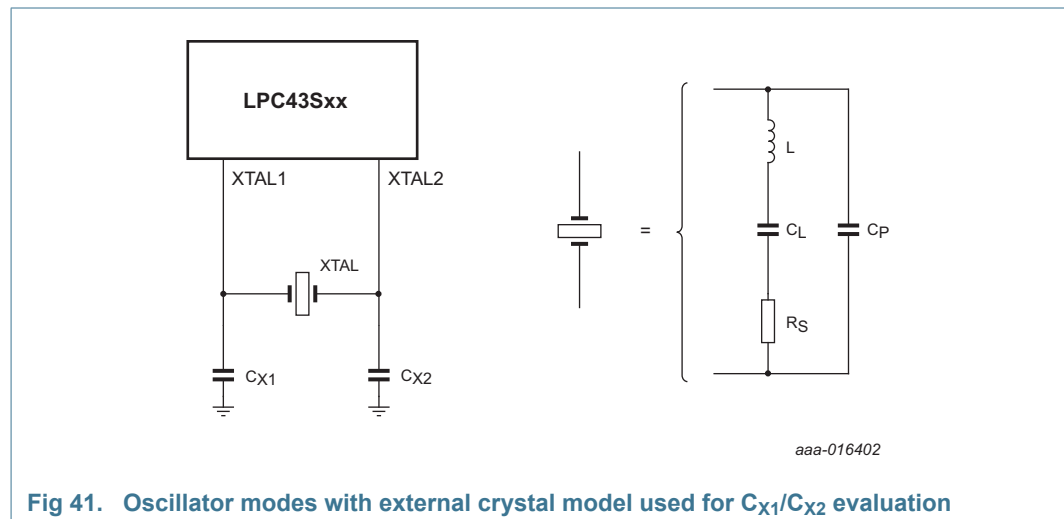 LPC43Sxx
XTAL1
XTAL2
XTAL
CX1
CX2
=
L
CL
CP
RS
aaa-016402
Fig 41. Oscillator modes with external crystal model used for CX1/CX2 evaluation